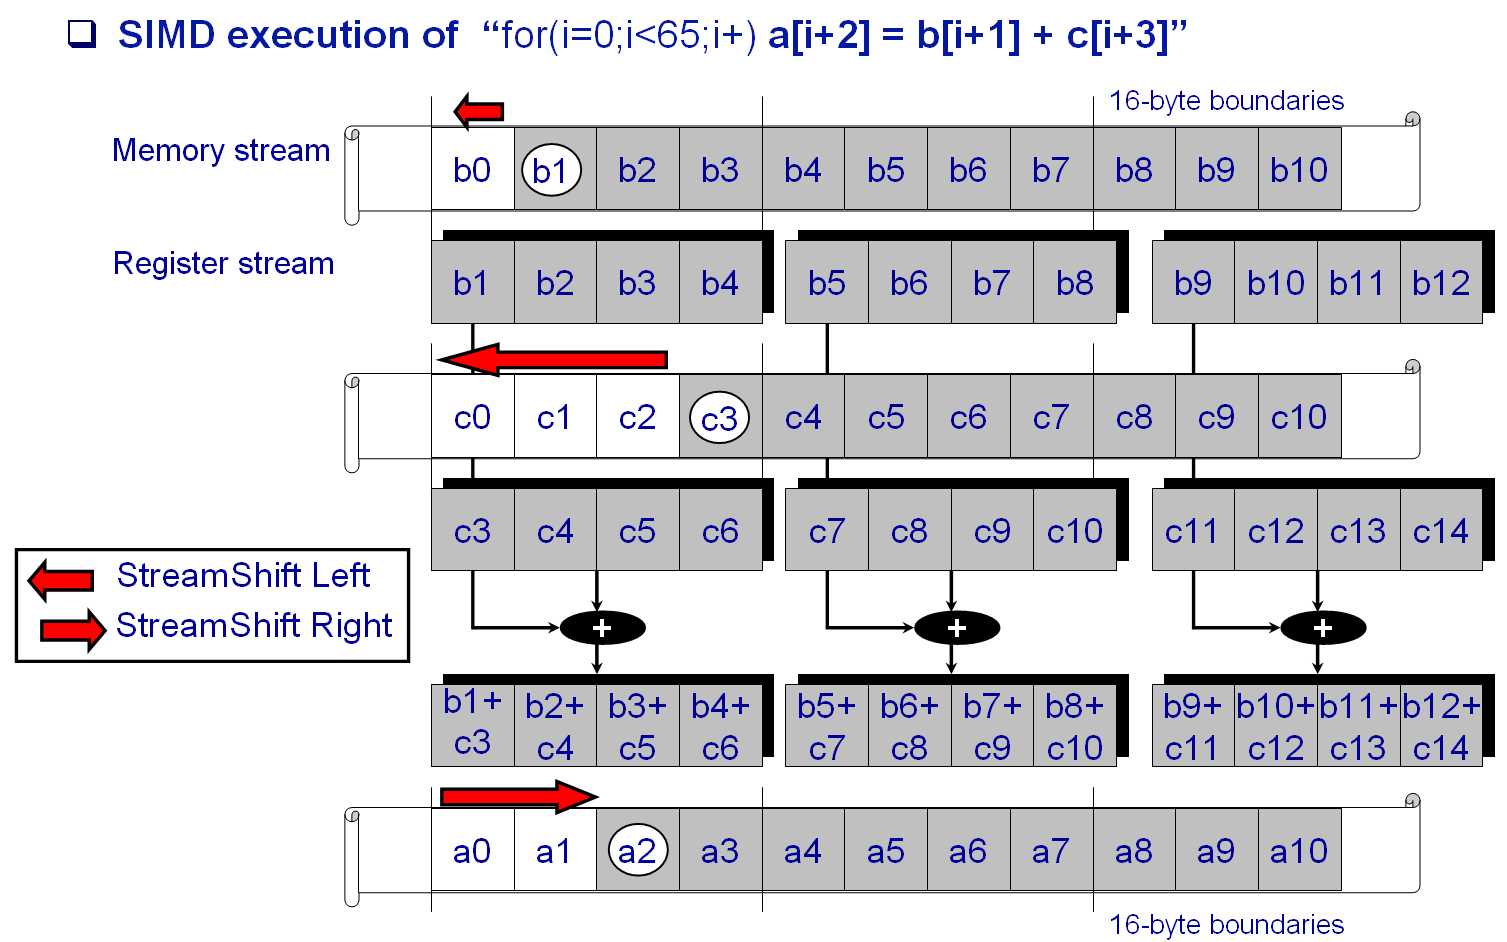 SIMD execution of “for(i=0;i<65;i+) a[i+2] = b[i+1] + c[i+3]”
16-byte boundaries
Memory stream
b0 b1 b2 b3 b4 b5 b6 b7 b8 b9 b10
Register stream
b1 b2 b3 b4 b5 b6 b7 b8 b9 b10 b11 b12
c0 c1 c2 c3 c4 c5 c6 c7 c8 c9 c10
c3 c4 c5 c6 c7 c8 c9 c10 c11 c12 c13 c14
StreamShift Left
StreamShift Right
+ + +
b1+ b2+ b3+ b4+ b5+ b6+ b7+ b8+ b9+ b10+ b11+ b12+
c3 c4 c5 c6 c7 c8 c9 c10 c11 c12 c13 c14
a0 a1 a2 a3 a4 a5 a6 a7 a8 a9 a10
16-byte boundaries